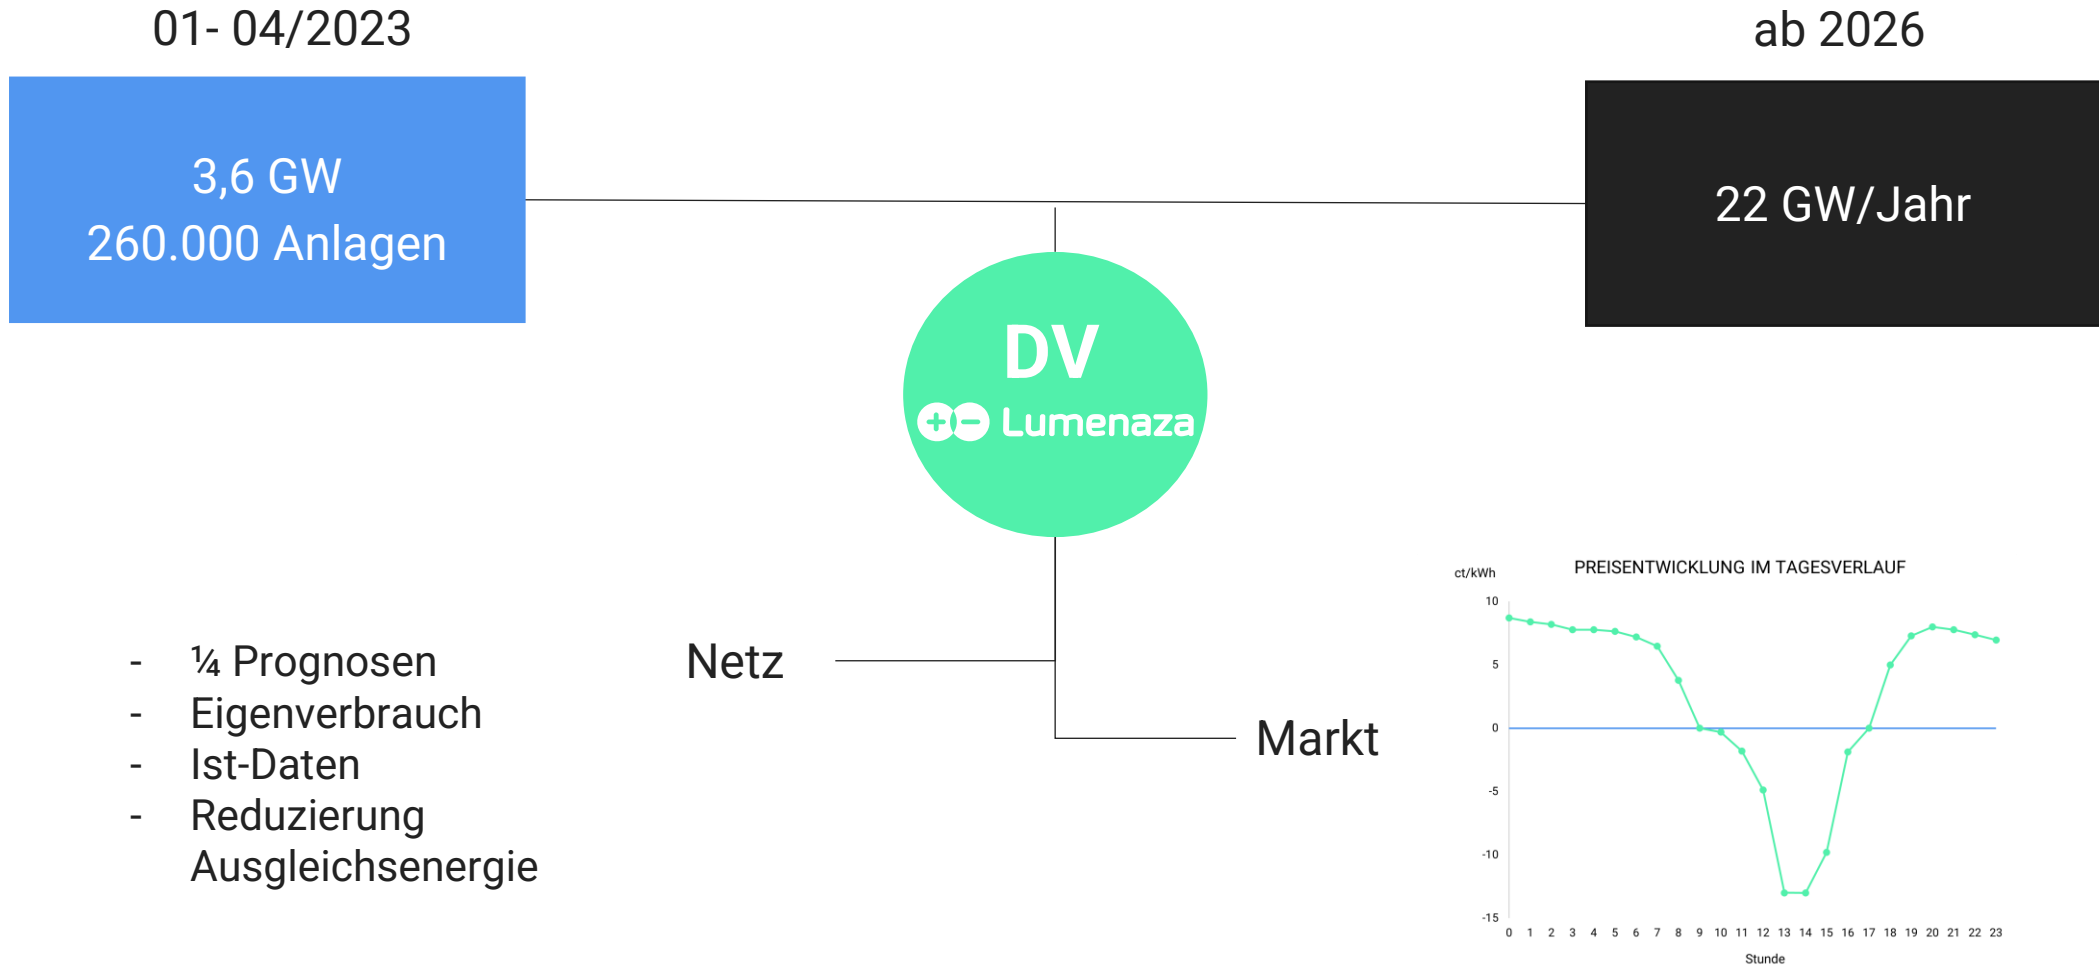 01- 04/2023
ab 2026
3,6 GW
260.000 Anlagen
22 GW/Jahr
DV
Lumenaza
- ¼ Prognosen
- Eigenverbrauch
- Ist-Daten
- Reduzierung
Ausgleichsenergie
Netz
Markt
PREISENTWICKLUNG IM TAGESVERLAUF
ct/kWh
10
5
0
-5
-10
-15
0 1 2 3 4 5 6 7 8 9 10 11 12 13 14 15 16 17 18 19 20 21 22 23
Stunde